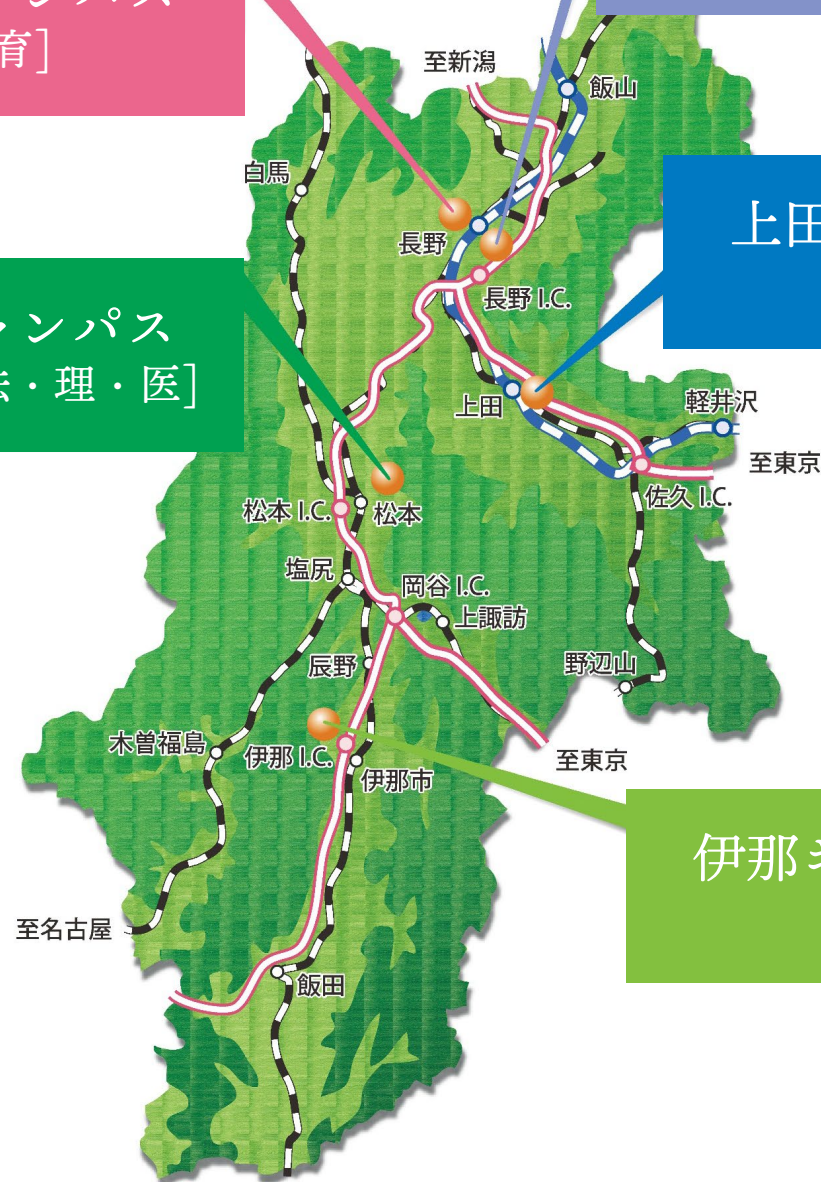 ンパス
育]
至新潟
飯山
白馬
長野
長野 I.C.
上田
ャンパス
・理・医]
上田
軽井沢
至東京
佐久 I.C.
松本 I.C.
松本
塩尻
岡谷 I.C.
上諏訪
辰野
野辺山
木曽福島
伊那 I.C.
伊那市
至東京
伊那キ
至名古屋
飯田